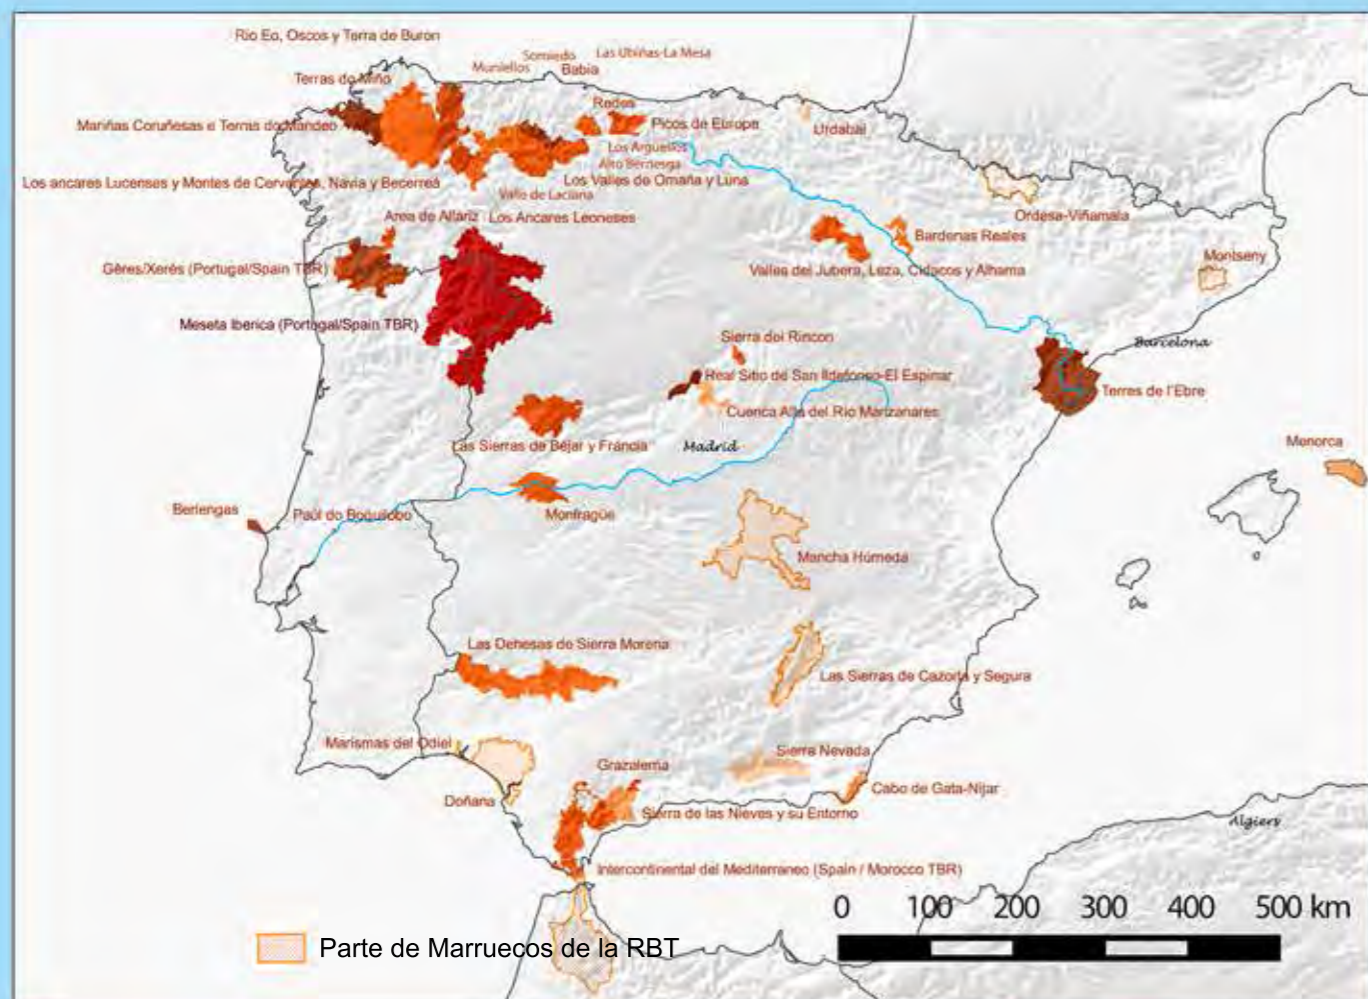 Rio Eo, Oscos y Terra de Buron
Somiedo
Las Ubiñas-La Mesa
Muniellos
Babia
Terras do Miño
Redes
Mariñas Coruñesas e Terras do Mandeo
Picos de Europa
Urdabai
Los Argüellos
Alto Bernesga
Los ancares Lucenses y Montes de Cervantes, Navia y Becerreá
Los Valles de Omaña y Luna
Valle de Laciana
Area de Allariz
Los Ancares Leoneses
Ordesa-Viñamala
Bardenas Reales
Montseny
Gêres/Xerés (Portugal/Spain TBR)
Valles del Jubera, Leza, Cidacos y Alhama
Meseta Iberica (Portugal/Spain TBR)
Sierra del Rincon
Barcelona
Real Sitio de San Ildefonso-El Espinar
Terres de l'Ebre
Cuenca Alta del Rio Manzanares
Las Sierras de Béjar y Francia
Madrid
Menorca
Berlengas
Paúl do Boquilobo
Monfragüe
Mancha Húmeda
Las Dehesas de Sierra Morena
Las Sierras de Cazorla y Segura
Marismas del Odiel
Sierra Nevada
Grazalema
Cabo de Gata-Nijar
Doñana
Sierra de las Nieves y su Entorno
Algiers
Intercontinental del Mediterraneo (Spain / Morocco TBR)
0 100 200 300 400 500 km
Parte de Marruecos de la RBT